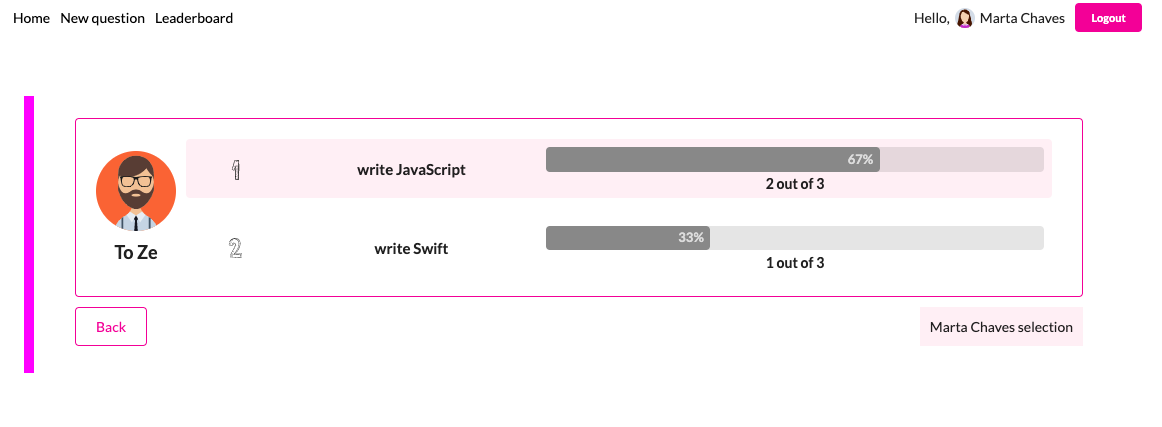 Home New question Leaderboard Hello, Marta Chaves Logout
1 write JavaScript 67%
2 out of 3
To Ze
2 write Swift 33%
1 out of 3
Back Marta Chaves selection